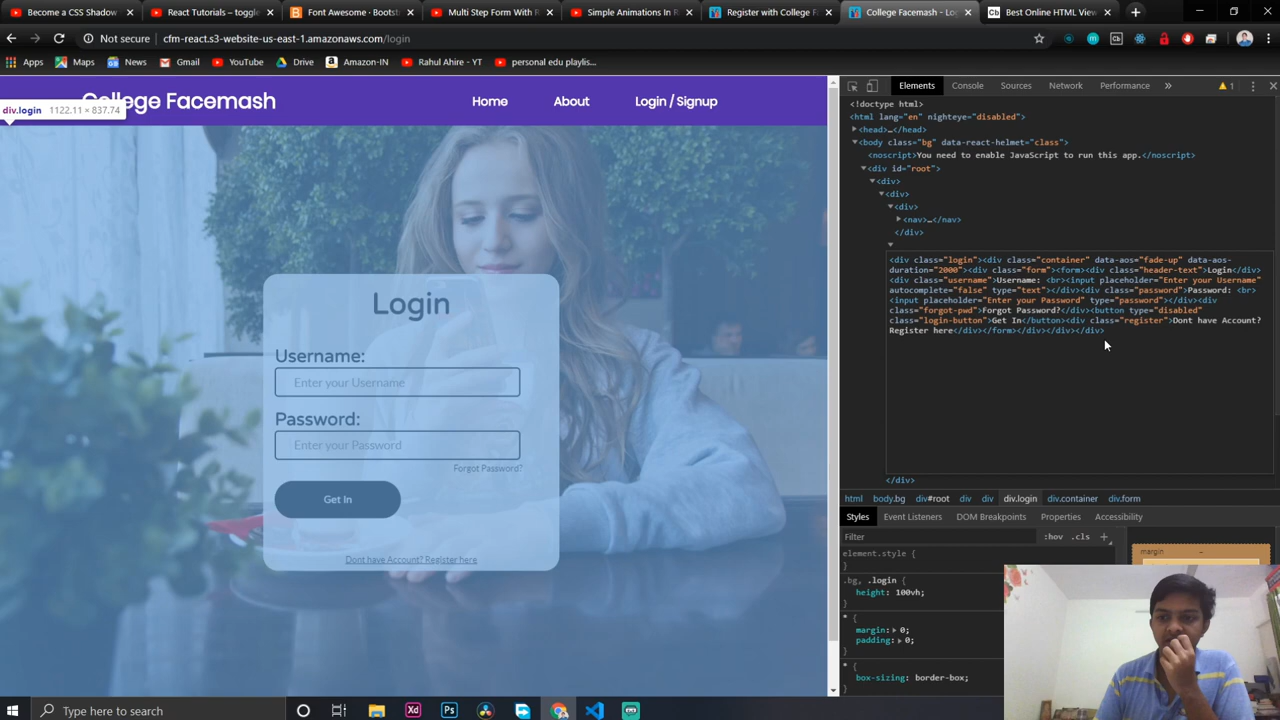 Become a CSS Shadow
React Tutorials – toggle
Font Awesome · Bootst
Multi Step Form With R
Simple Animations In R
Register with College F
College Facemash - Lo
Best Online HTML View
Not secure | cfm-react.s3-website-us-east-1.amazonaws.com/login
Apps Maps News Gmail YouTube Drive Amazon-IN Rahul Ahire - YT personal edu playlis...
div.login 1122.11 × 837.74
College Facemash
Home About Login / Signup
Login
Username:
Enter your Username
Password:
Enter your Password
Forgot Password?
Get In
Dont have Account? Register here
Elements Console Sources Network Performance » 1
<!doctype html>
<html lang="en" nighteye="disabled">
<head>…</head>
<body class="bg" data-react-helmet="class">
<noscript>You need to enable JavaScript to run this app.</noscript>
<div id="root">
<div>
<div>
<div>
<nav>…</nav>
</div>
<div class="login"><div class="container" data-aos="fade-up" data-aos-
duration="2000"><div class="form"><form><div class="header-text">Login</div>
<div class="username">Username: <br><input placeholder="Enter your Username"
autocomplete="false" type="text"></div><div class="password">Password: <br>
<input placeholder="Enter your Password" type="password"></div><div
class="forgot-pwd">Forgot Password?</div><button type="disabled"
class="login-button">Get In</button><div class="register">Dont have Account?
Register here</div></form></div></div></div>
</div>
html body.bg div#root div div div.login div.container div.form
Styles Event Listeners DOM Breakpoints Properties Accessibility
Filter :hov .cls +
element.style {
}
.bg, .login {
height: 100vh;
}
* {
margin: 0;
padding: 0;
}
* {
box-sizing: border-box;
}
margin –
Type here to search